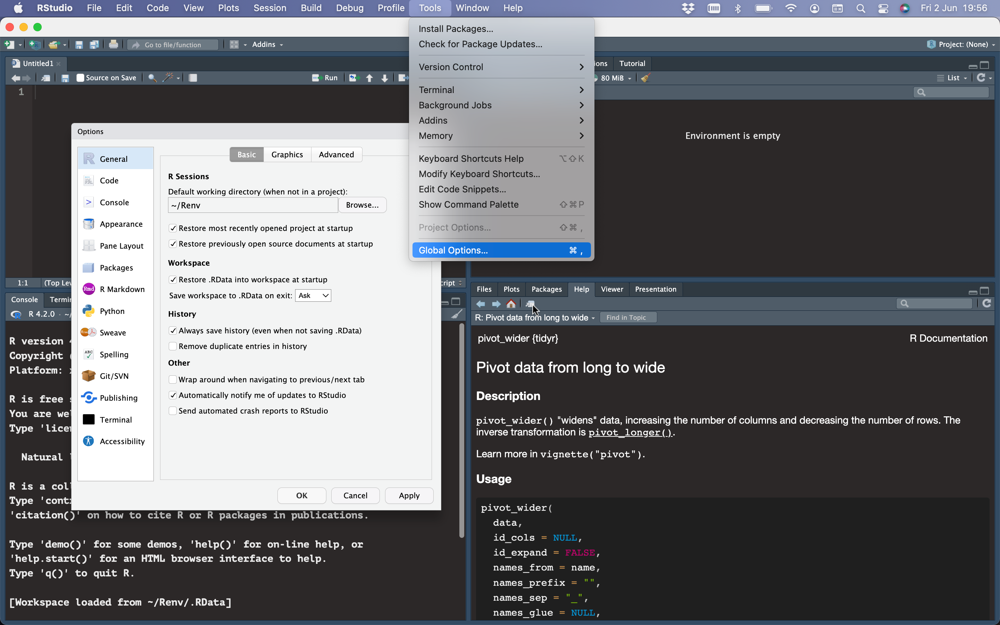 RStudio File Edit Code View Plots Session Build Debug Profile Tools Window Help Fri 2 Jun 19:56
Install Packages...
Check for Package Updates...
Version Control
Terminal
Background Jobs
Addins
Memory
Keyboard Shortcuts Help ⌥⇧K
Modify Keyboard Shortcuts...
Edit Code Snippets...
Show Command Palette ⇧⌘P
Project Options... ⇧⌘,
Global Options... ⌘,
Go to file/function Addins Project: (None)
Untitled1
Source on Save Run
1
1:1 (Top Lev
cript
ions Tutorial
80 MiB List
Environment is empty
Options
General
Code
Console
Appearance
Pane Layout
Packages
Rmd R Markdown
Python
Sweave
ABC Spelling
Git/SVN
Publishing
Terminal
Accessibility
Basic Graphics Advanced
R Sessions
Default working directory (when not in a project):
~/Renv Browse...
Restore most recently opened project at startup
Restore previously open source documents at startup
Workspace
Restore .RData into workspace at startup
Save workspace to .RData on exit: Ask
History
Always save history (even when not saving .RData)
Remove duplicate entries in history
Other
Wrap around when navigating to previous/next tab
Automatically notify me of updates to RStudio
Send automated crash reports to RStudio
OK Cancel Apply
Console Termin
R 4.2.0 · ~/
R version
Copyright (
Platform:
R is free s
You are wel
Type 'licen
Natural l
R is a coll
Type 'contr
'citation()' on how to cite R or R packages in publications.
Type 'demo()' for some demos, 'help()' for on-line help, or
'help.start()' for an HTML browser interface to help.
Type 'q()' to quit R.
[Workspace loaded from ~/Renv/.RData]
Files Plots Packages Help Viewer Presentation
R: Pivot data from long to wide Find in Topic
pivot_wider {tidyr} R Documentation
Pivot data from long to wide
Description
pivot_wider() "widens" data, increasing the number of columns and decreasing the number of rows. The
inverse transformation is pivot_longer().
Learn more in vignette("pivot").
Usage
pivot_wider(
data,
id_cols = NULL,
id_expand = FALSE,
names_from = name,
names_prefix = "",
names_sep = "_",
names_glue = NULL,